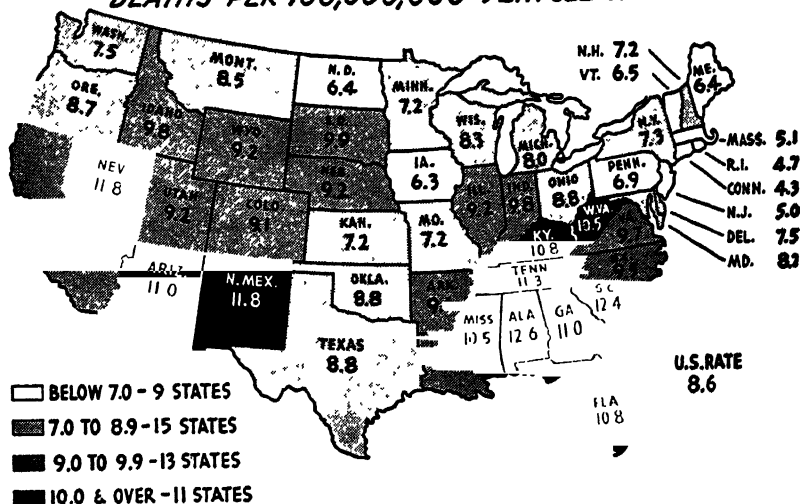 DEATHS PER 100,000,000
WASH.
7.5
ORE.
8.7
IDAHO
9.8
MONT.
8.5
WYO.
9.2
NEV
11 8
UTAH
9.2
COLO.
9.1
ARIZ
11 0
N.MEX.
11.8
N.D.
6.4
S.D.
9.9
NEB.
9.2
KAN.
7.2
OKLA.
8.8
TEXAS
8.8
MINN.
7.2
IA.
6.3
MO.
7.2
ARK.
WIS.
8.3
MICH.
8.0
ILL.
9.2
IND.
9.8
OHIO
8.8
KY.
10 8
TENN
11 3
MISS
10 5
ALA
12 6
GA
11 0
SC
12 4
FLA
10 8
W.VA
13.5
PENN.
6.9
N.Y.
7.3
ME.
6.4
N.H. 7.2
VT. 6.5
MASS. 5.1
R.I. 4.7
CONN. 4.3
N.J. 5.0
DEL. 7.5
MD. 8.2
U.S.RATE
8.6
BELOW 7.0 - 9 STATES
7.0 TO 8.9 - 15 STATES
9.0 TO 9.9 - 13 STATES
10.0 & OVER - 11 STATES